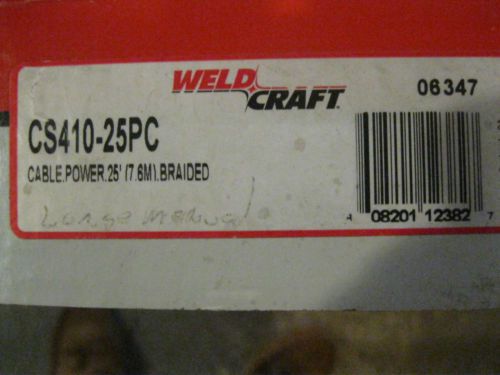 WELD CRAFT
06347
CS410-25PC
CABLE,POWER,25' (7.6M),BRAIDED
08201 12382 7